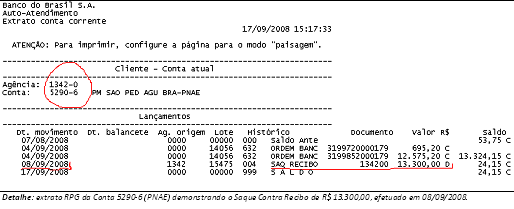 Banco do Brasil S.A.
Auto-Atendimento
Extrato conta corrente
17/09/2008 15:17:33
ATENÇÃO: Para imprimir, configure a página para o modo "paisagem".
Cliente - Conta atual
Agência: 1342-0
Conta: 5290-6 PM SAO PED AGU BRA-PNAE
Lançamentos
Dt. movimento Dt. balancete Ag. origem Lote Histórico Documento Valor R$ Saldo
07/08/2008 0000 00000 000 Saldo Ante 53,75 C
04/09/2008 0000 14056 632 ORDEM BANC 3199720000179 695,20 C
04/09/2008 0000 14056 632 ORDEM BANC 3199852000179 12.575,20 C 13.324,15 C
08/09/2008 1342 15475 004 SAQ RECIBO 134200 13.300,00 D 24,15 C
17/09/2008 0000 00000 999 S A L D O 24,15 C
Detalhe: extrato RPG da Conta 5290-6 (PNAE) demonstrando o Saque Contra Recibo de R$ 13.300,00, efetuado em 08/09/2008.